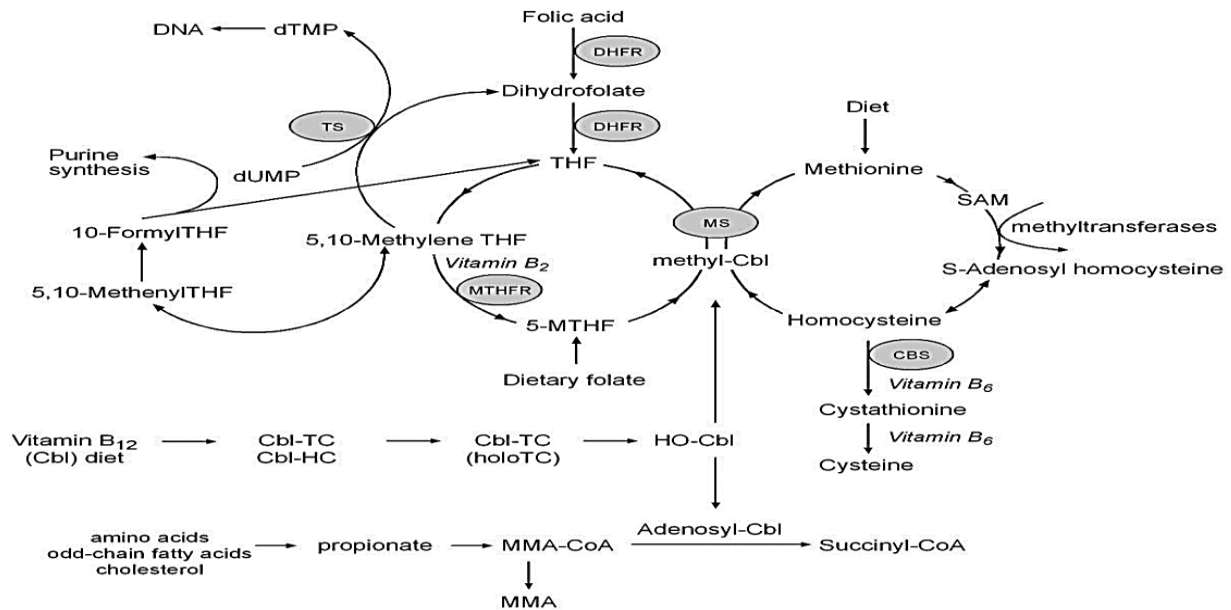 Folic acid
DNA
dTMP
DHFR
Dihydrofolate
Diet
TS
DHFR
Purine
synthesis
dUMP
THF
Methionine
SAM
10-FormylTHF
5,10-Methylene THF
MS
methyltransferases
Vitamin B2
methyl-Cbl
S-Adenosyl homocysteine
5,10-MethenylTHF
MTHFR
5-MTHF
Homocysteine
CBS
Dietary folate
Vitamin B6
Cystathionine
Vitamin B12
(Cbl) diet
Cbl-TC
Cbl-HC
Cbl-TC
(holoTC)
HO-Cbl
Vitamin B6
Cysteine
amino acids
odd-chain fatty acids
cholesterol
propionate
MMA-CoA
Adenosyl-Cbl
Succinyl-CoA
MMA